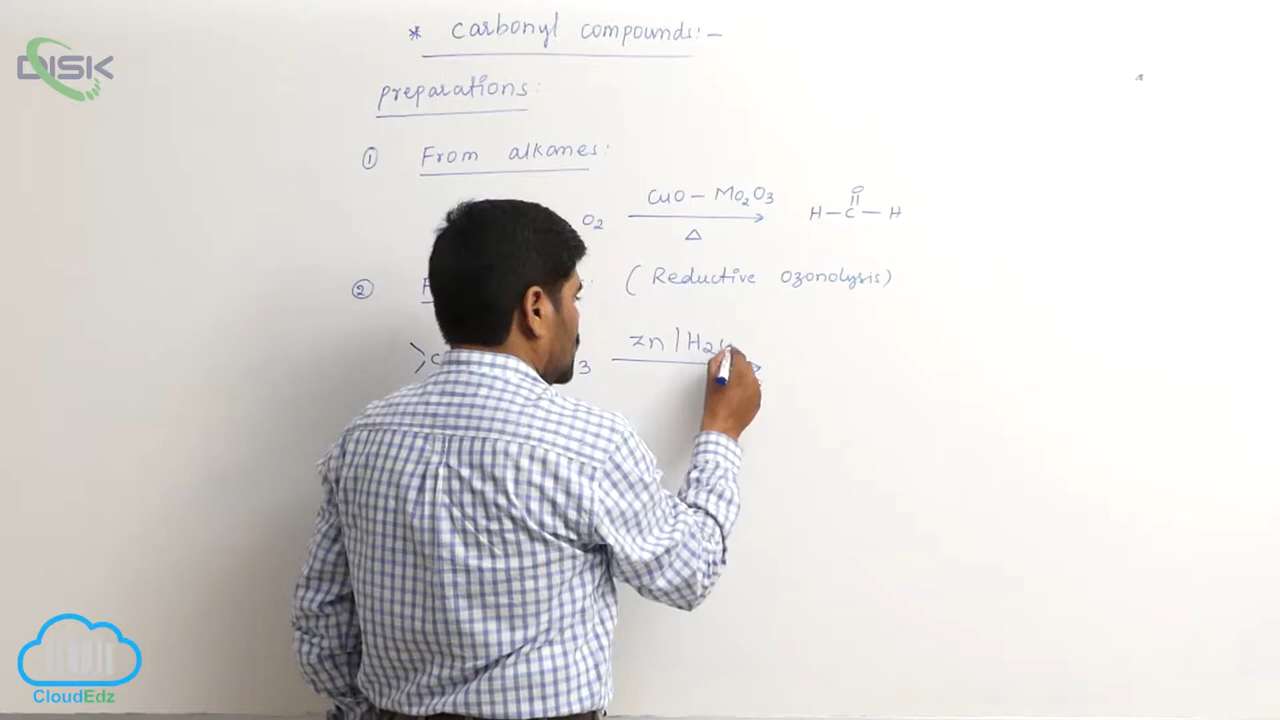 DISK
* Carbonyl compounds:-
preparations:
① From alkanes:
O2 CuO - Mo2O3 H - C - H
O
△
② : (Reductive Ozonolysis)
>C 3 Zn | H2
CloudEdz